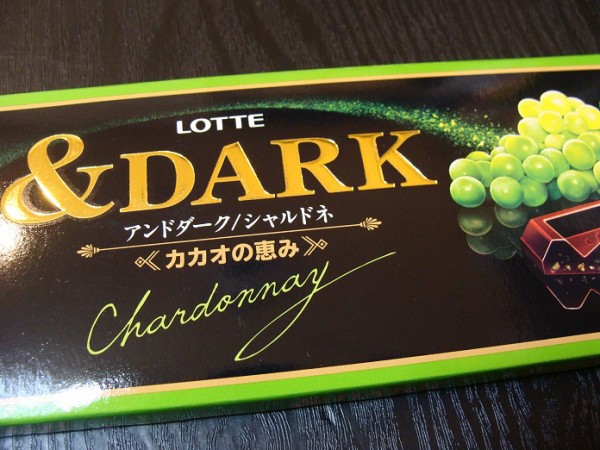 LOTTE
&DARK
アンドダーク/シャルドネ
カカオの恵み
Chardonnay